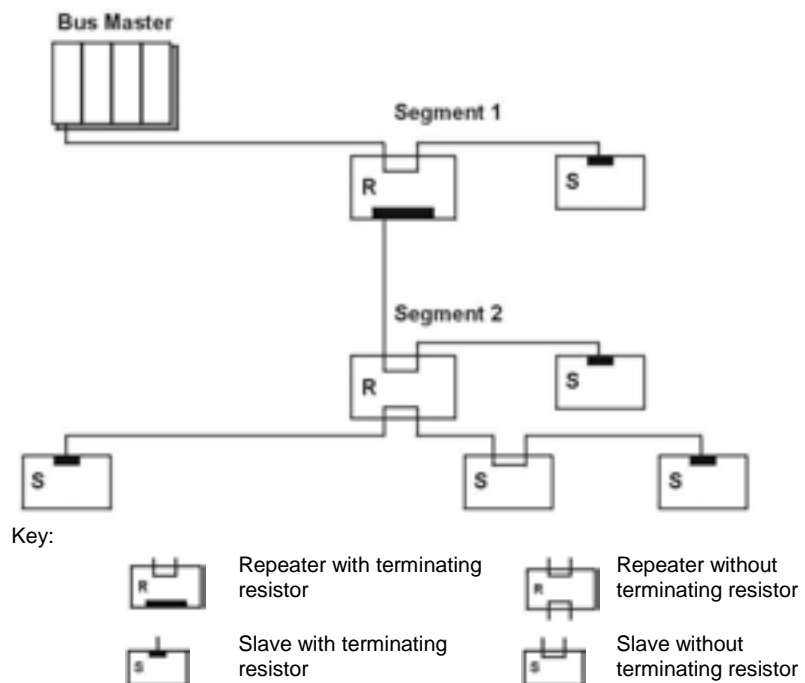 Bus Master
Segment 1
R
S
Segment 2
R
S
S
S
S
Key:
R
Repeater with terminating
resistor
R
Repeater without
terminating resistor
S
Slave with terminating
resistor
S
Slave without
terminating resistor